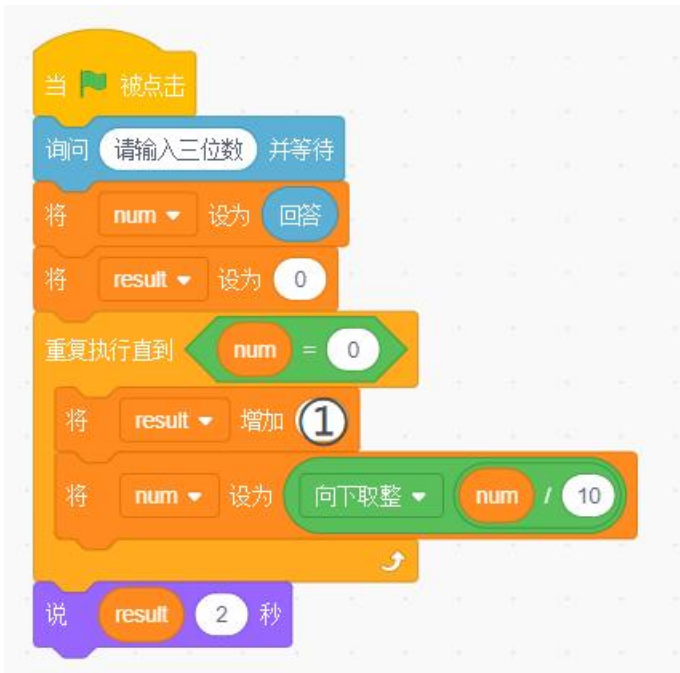 当 被点击
询问 请输入三位数 并等待
将 num 设为 回答
将 result 设为 0
重复执行直到 num = 0
将 result 增加 ①
将 num 设为 向下取整 num / 10
说 result 2 秒